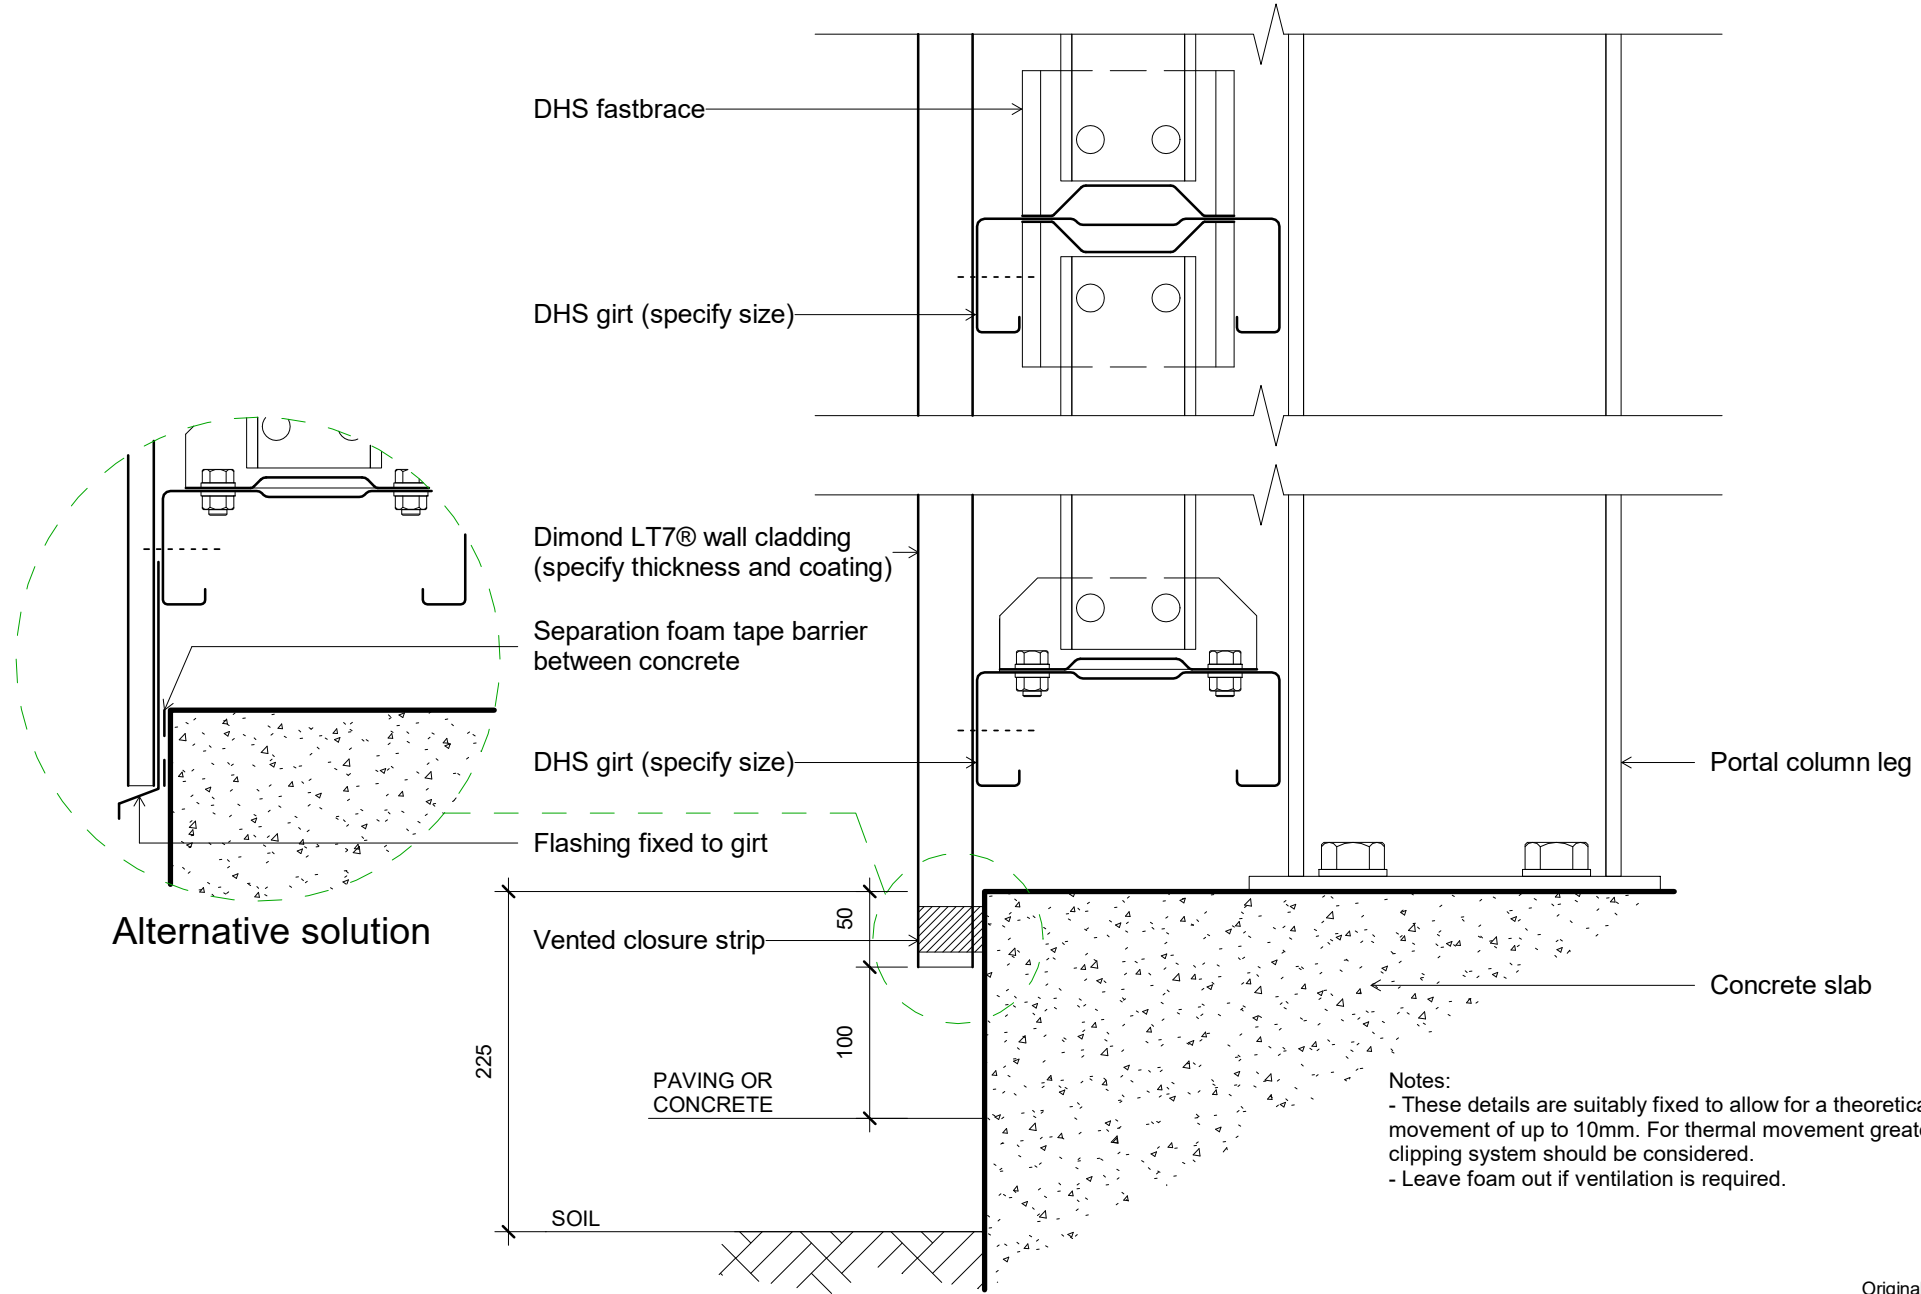 DHS fastbrace
DHS girt (specify size)
Dimond LT7® wall cladding
(specify thickness and coating)
Separation foam tape barrier
between concrete
DHS girt (specify size)
Portal column leg
Flashing fixed to girt
Alternative solution
50
Vented closure strip
Concrete slab
225
100
PAVING OR
CONCRETE
SOIL
Notes:
- These details are suitably fixed to allow for a
movement of up to 10mm. For thermal movement
clipping system should be considered.
- Leave foam out if ventilation is required.
Original